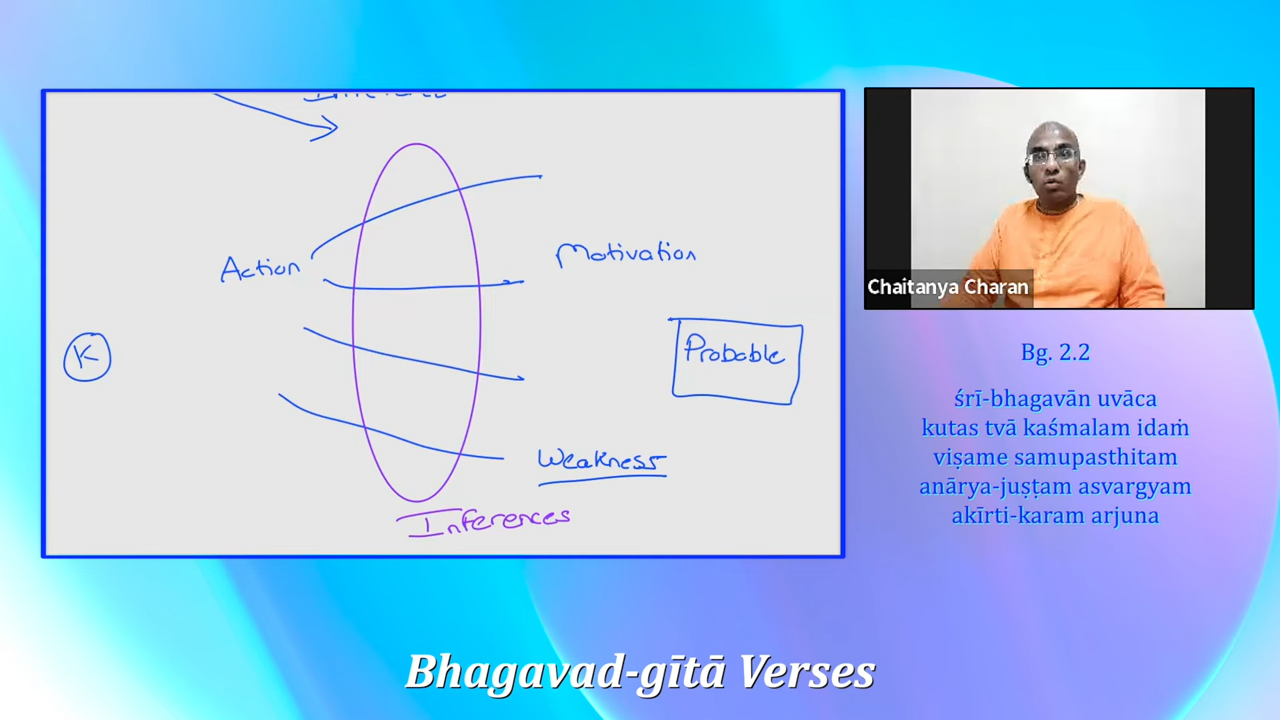 Action
Motivation
K
Probable
Weakness
Inferences
Chaitanya Charan
Bg. 2.2
śrī-bhagavān uvāca
kutas tvā kaśmalam idaṁ
viṣame samupasthitam
anārya-juṣṭam asvargyam
akīrti-karam arjuna
Bhagavad-gītā Verses